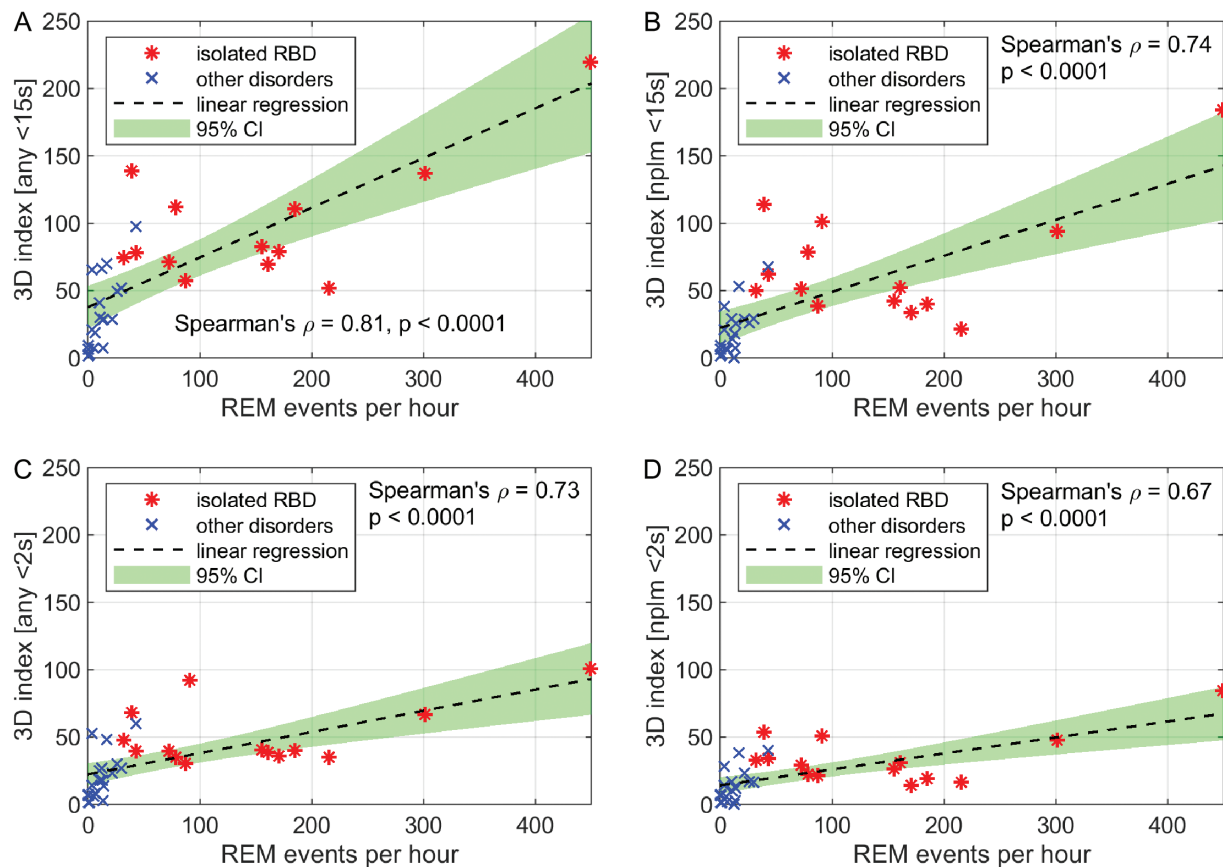 A
250
200
150
100
50
0
3D index [any <15s]
isolated RBD
other disorders
linear regression
95% CI
Spearman's ρ = 0.81, p < 0.0001
0
100
200
300
400
REM events per hour
B
250
200
150
100
50
0
3D index [nplm <15s]
isolated RBD
other disorders
linear regression
95% CI
Spearman's ρ = 0.74
p < 0.0001
0
100
200
300
400
REM events per hour
C
250
200
150
100
50
0
3D index [any <2s]
isolated RBD
other disorders
linear regression
95% CI
Spearman's ρ = 0.73
p < 0.0001
0
100
200
300
400
REM events per hour
D
250
200
150
100
50
0
3D index [nplm <2s]
isolated RBD
other disorders
linear regression
95% CI
Spearman's ρ = 0.67
p < 0.0001
0
100
200
300
400
REM events per hour